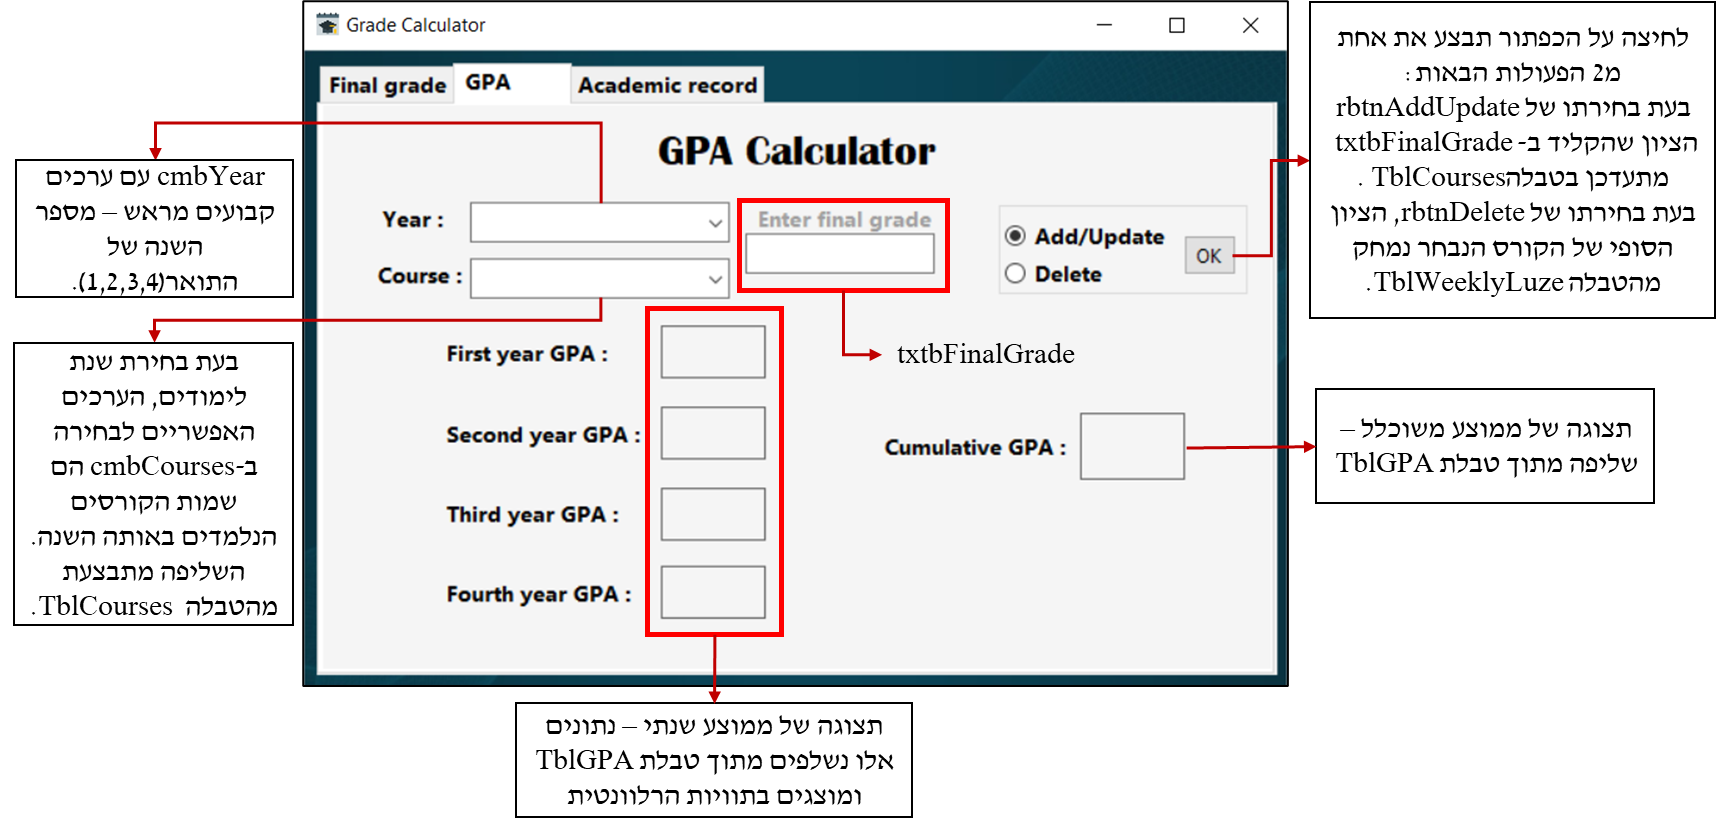 Grade Calculator
Final grade
GPA
Academic record
GPA Calculator
Year :
Course :
Enter final grade
Add/Update
Delete
OK
First year GPA :
Second year GPA :
Third year GPA :
Fourth year GPA :
Cumulative GPA :
txtbFinalGrade
לחיצה על הכפתור תבצע את אחת
מ2 הפעולות הבאות :
בעת בחירתו של rbtnAddUpdate
הציון שהקליד ב- txtbFinalGrade
מתעדכן בטבלהTblCourses .
בעת בחירתו של rbtnDelete, הציון
הסופי של הקורס הנבחר נמחק
מהטבלה TblWeeklyLuze.
cmbYear עם ערכים
קבועים מראש – מספר
השנה של
התואר(1,2,3,4).
בעת בחירת שנת
לימודים, הערכים
האפשריים לבחירה
ב-cmbCourses הם
שמות הקורסים
הנלמדים באותה השנה.
השליפה מתבצעת
מהטבלה TblCourses.
תצוגה של ממוצע משוכלל –
שליפה מתוך טבלת TblGPA
תצוגה של ממוצע שנתי – נתונים
אלו נשלפים מתוך טבלת TblGPA
ומוצגים בתוויות הרלוונטית